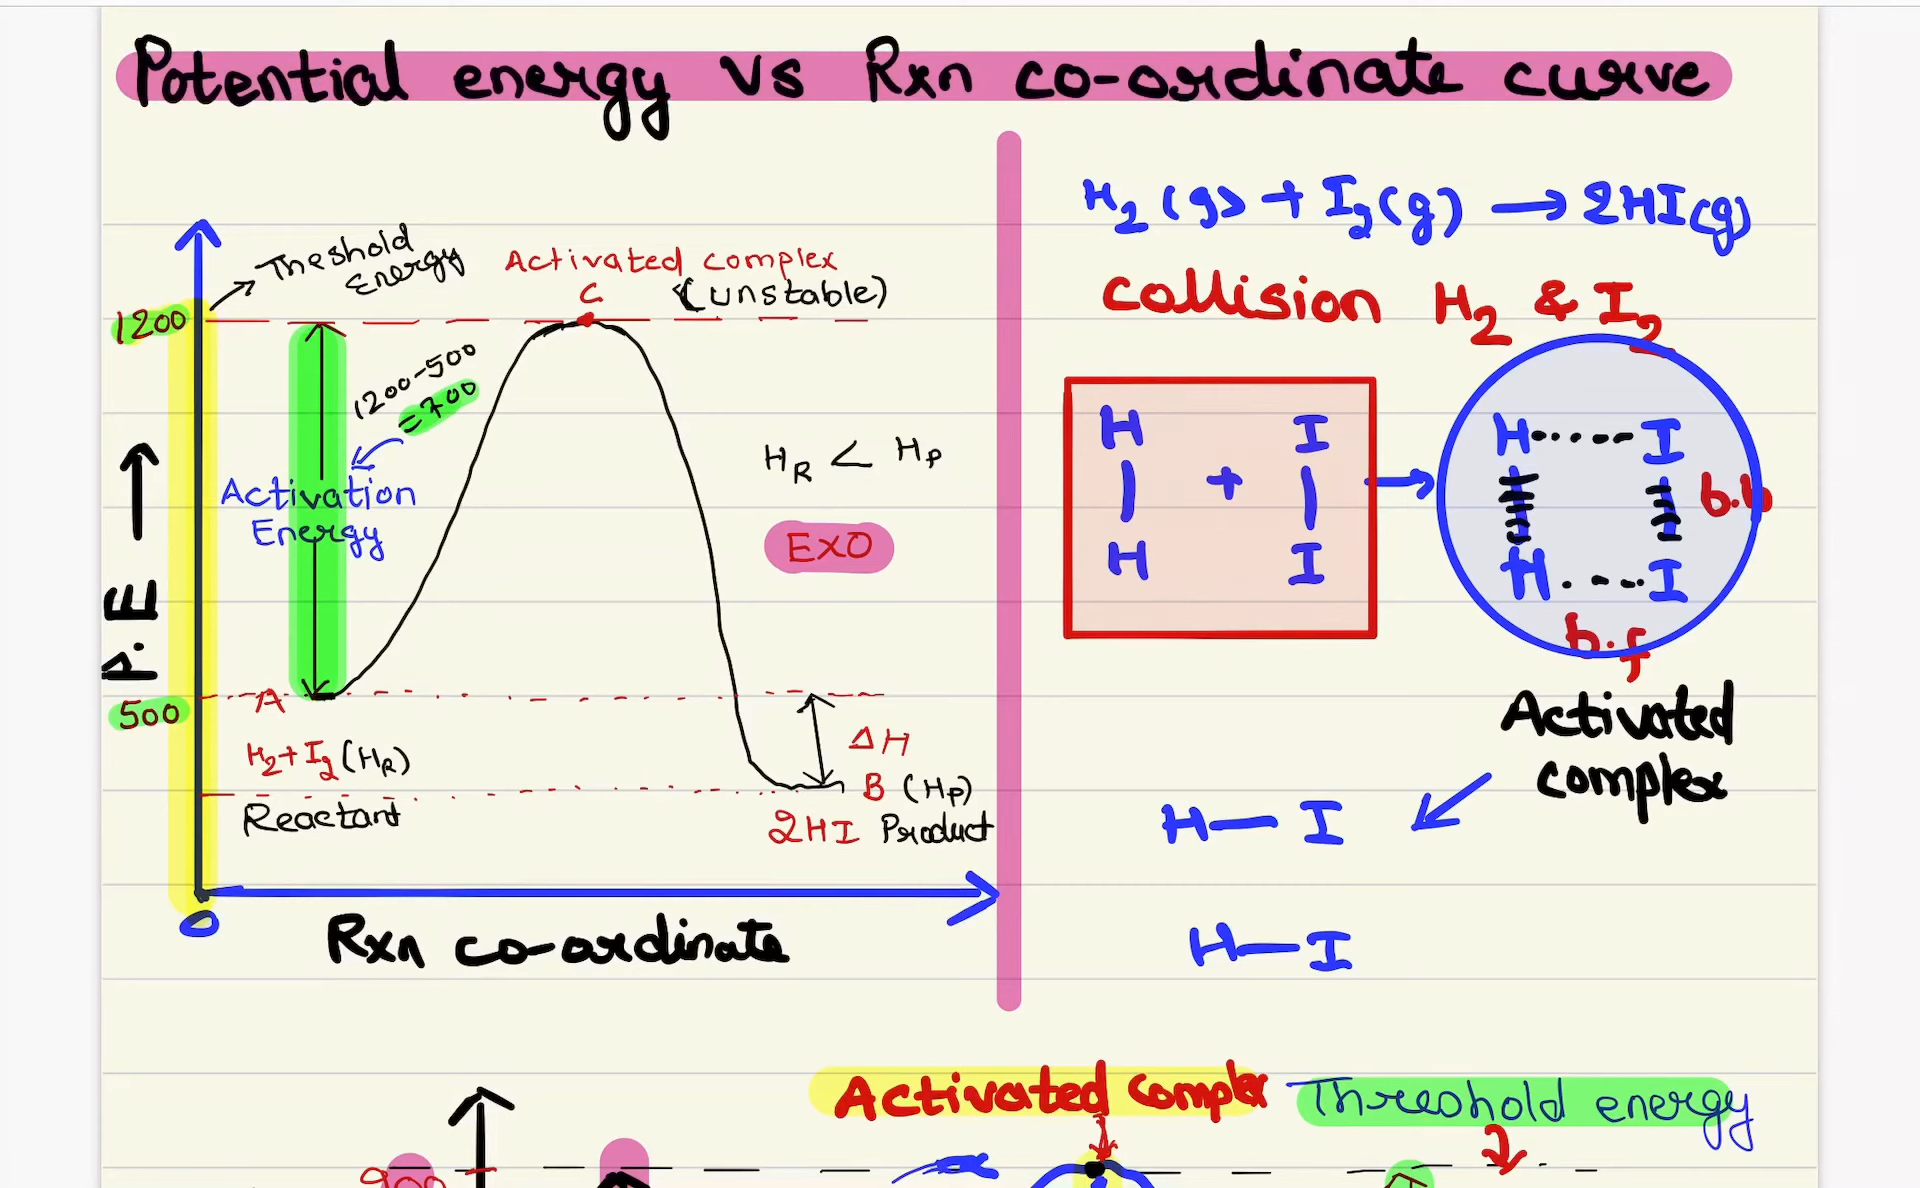 Potential energy vs Rxn co-ordinate curve
Theshold
Energy
Activated complex
C
(unstable)
1200
1200-500
=700
Activation
Energy
HR < HP
EXO
P.E
A
500
ΔH
H2+I2 (HR)
B (HP)
Reactant
2HI Product
0
Rxn co-ordinate
H2(g) + I2(g) → 2HI(g)
Collision H2 & I2
H I
+
H I
H I
b.b
H I
b.f
Activated
complex
H—I
H—I
Activated complex
Threshold energy
900